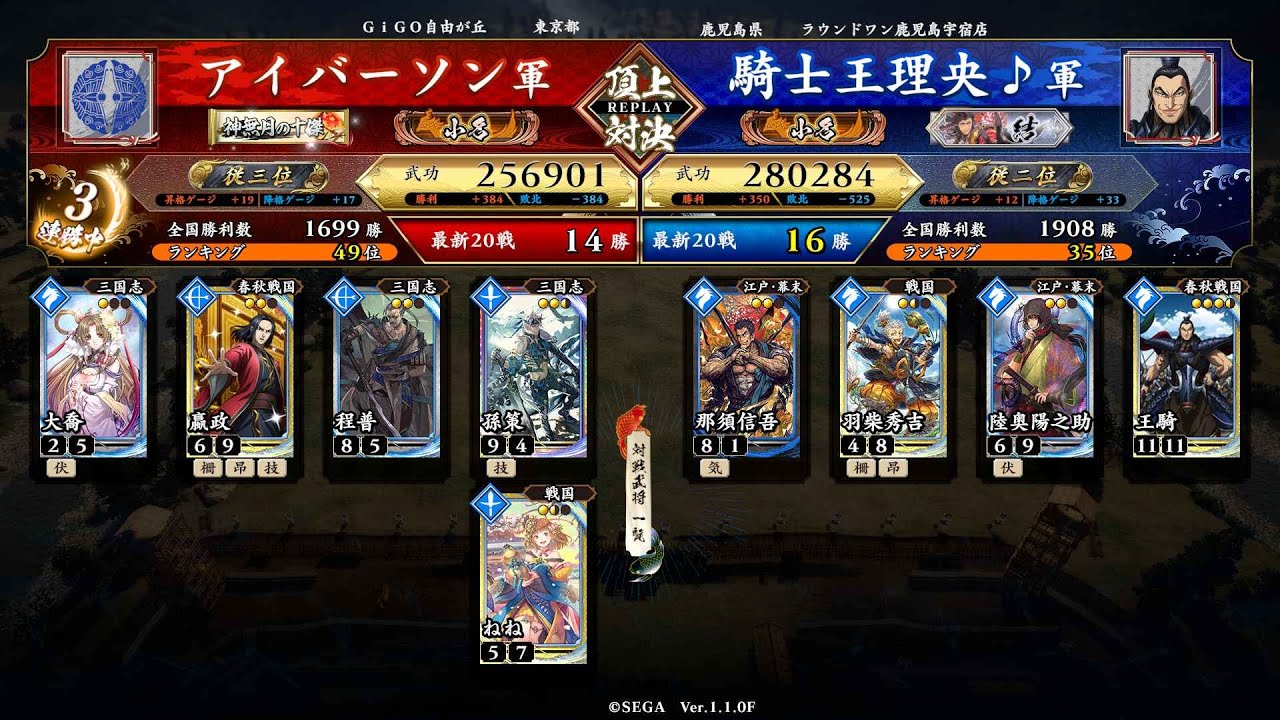 GiGO自由が丘 東京都
鹿児島県 ラウンドワン鹿児島宇宿店
アイバーソン軍
頂上
REPLAY
対決
騎士王理央♪軍
神無月の十傑
小名
小名
結
3
連勝中
従三位
昇格ゲージ +19 降格ゲージ +17
武功 256901
勝利 +384 敗北 -384
武功 280284
勝利 +350 敗北 -525
従二位
昇格ゲージ +12 降格ゲージ +33
全国勝利数 1699勝
ランキング 49位
最新20戦 14勝
最新20戦 16勝
全国勝利数 1908勝
ランキング 35位
三国志
大喬
2 5
伏
春秋戦国
嬴政
6 9
柵 昂 技
三国志
程普
8 5
三国志
孫策
9 4
技
江戸・幕末
那須信吾
8 1
気
戦国
羽柴秀吉
4 8
柵 昂
江戸・幕末
陸奥陽之助
6 9
伏
春秋戦国
王騎
11 11
戦国
ねね
5 7
対戦武将一覧
©SEGA Ver.1.1.0F